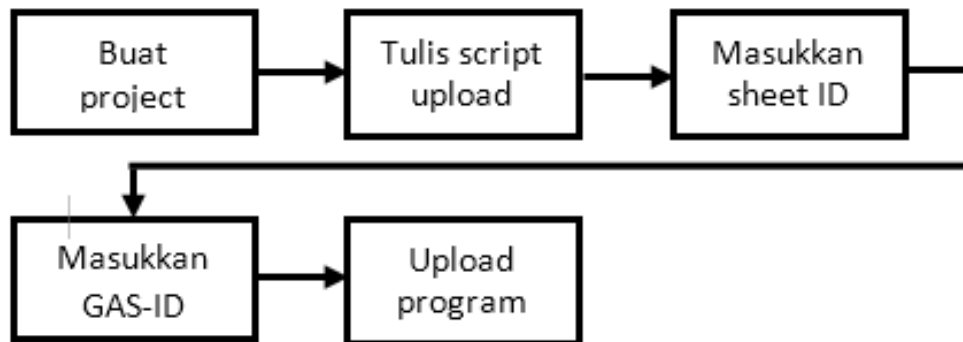 Buat
project
Tulis script
upload
Masukkan
sheet ID
Masukkan
GAS-ID
Upload
program